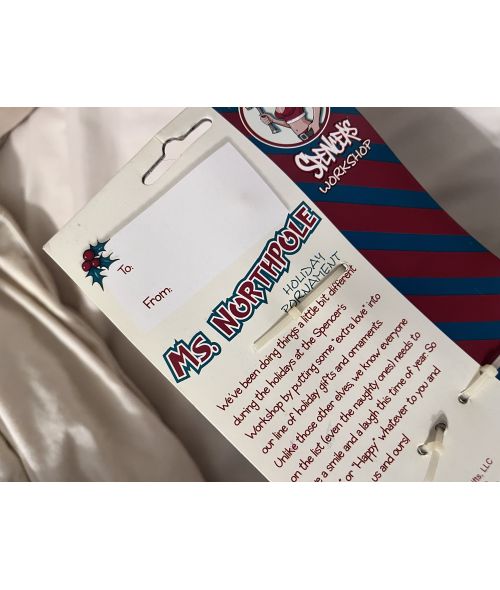 SPENCER'S
WORKSHOP
To:
From:
Ms. NORTHPOLE
HOLIDAY
PORNAMENT
We've been doing things a little bit different
during the holidays at the Spencer's
Workshop by putting some "extra love" into
our line of holiday gifts and ornaments.
Unlike those other elves, we know everyone
on the list (even the naughty ones) needs to
a smile and a laugh this time of year. So
" or "Happy" whatever to you and
us and ours!
LLC